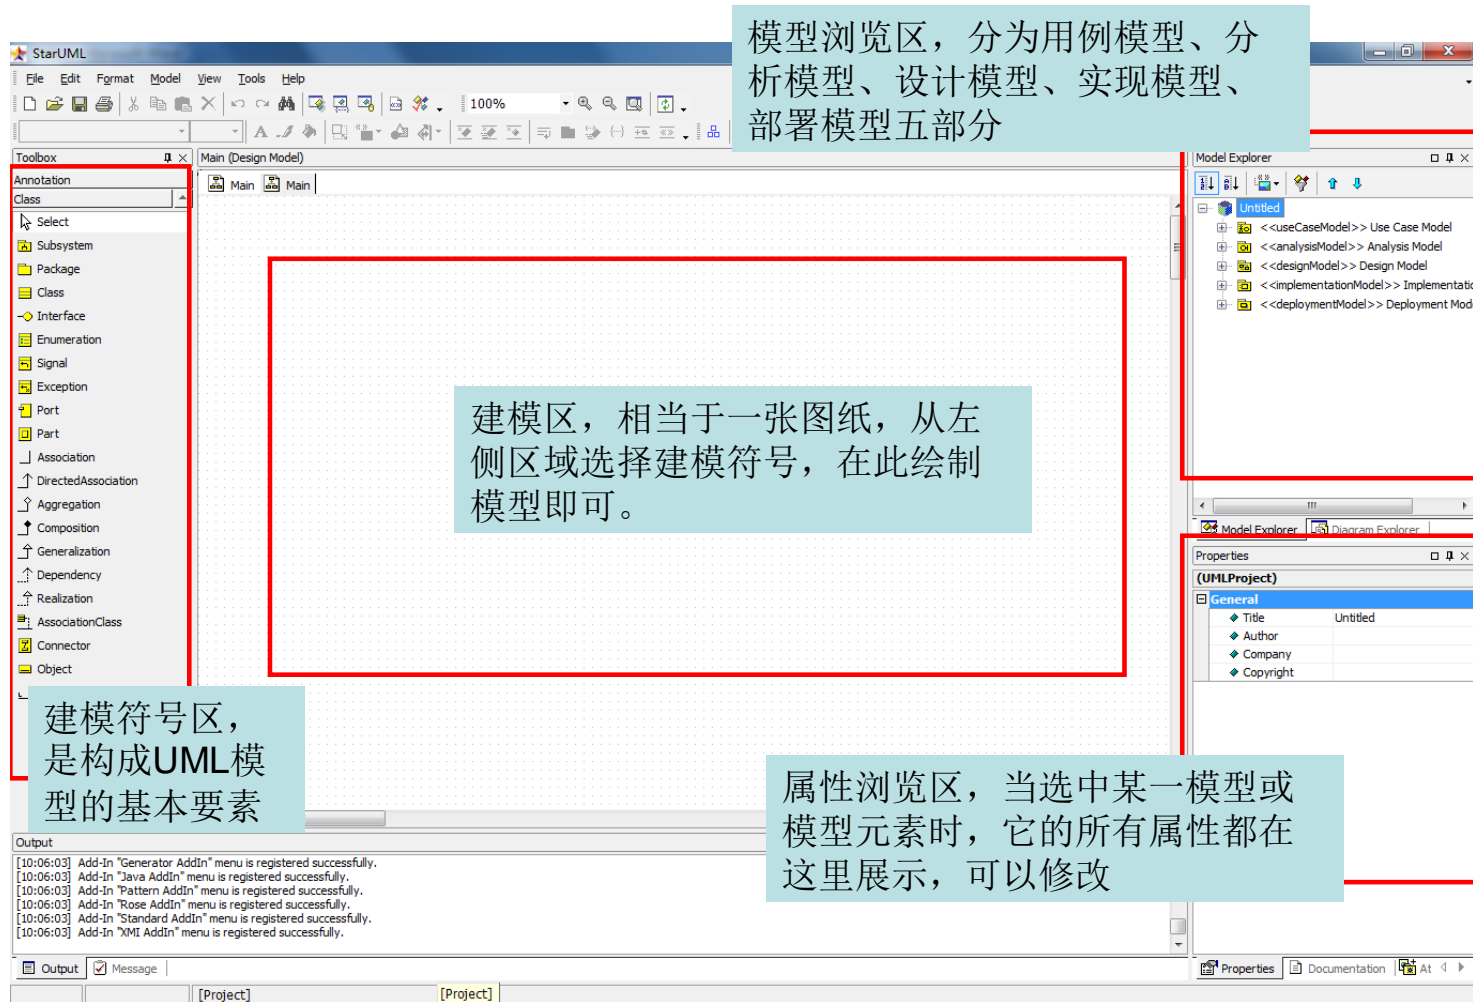 模型浏览区，分为用例模型、分
析模型、设计模型、实现模型、
部署模型五部分
StarUML
File Edit Format Model View Tools Help
100%
Toolbox
Main (Design Model)
Model Explorer
Annotation
Main Main
Class
Select
Untitled
Subsystem
<<useCaseModel>> Use Case Model
Package
<<analysisModel>> Analysis Model
Class
<<designModel>> Design Model
Interface
<<implementationModel>> Implementatio
Enumeration
<<deploymentModel>> Deployment Mod
Signal
Exception
Port
Part
Association
DirectedAssociation
Aggregation
Composition
Generalization
Dependency
Realization
AssociationClass
Connector
Object
建模区，相当于一张图纸，从左
侧区域选择建模符号，在此绘制
模型即可。
Model Explorer Diagram Explorer
Properties
(UMLProject)
General
Title Untitled
Author
Company
Copyright
建模符号区，
是构成UML模
型的基本要素
属性浏览区，当选中某一模型或
模型元素时，它的所有属性都在
这里展示，可以修改
Output
[10:06:03] Add-In "Generator AddIn" menu is registered successfully.
[10:06:03] Add-In "Java AddIn" menu is registered successfully.
[10:06:03] Add-In "Pattern AddIn" menu is registered successfully.
[10:06:03] Add-In "Rose AddIn" menu is registered successfully.
[10:06:03] Add-In "Standard AddIn" menu is registered successfully.
[10:06:03] Add-In "XMI AddIn" menu is registered successfully.
Output Message
Properties Documentation At
[Project] [Project]